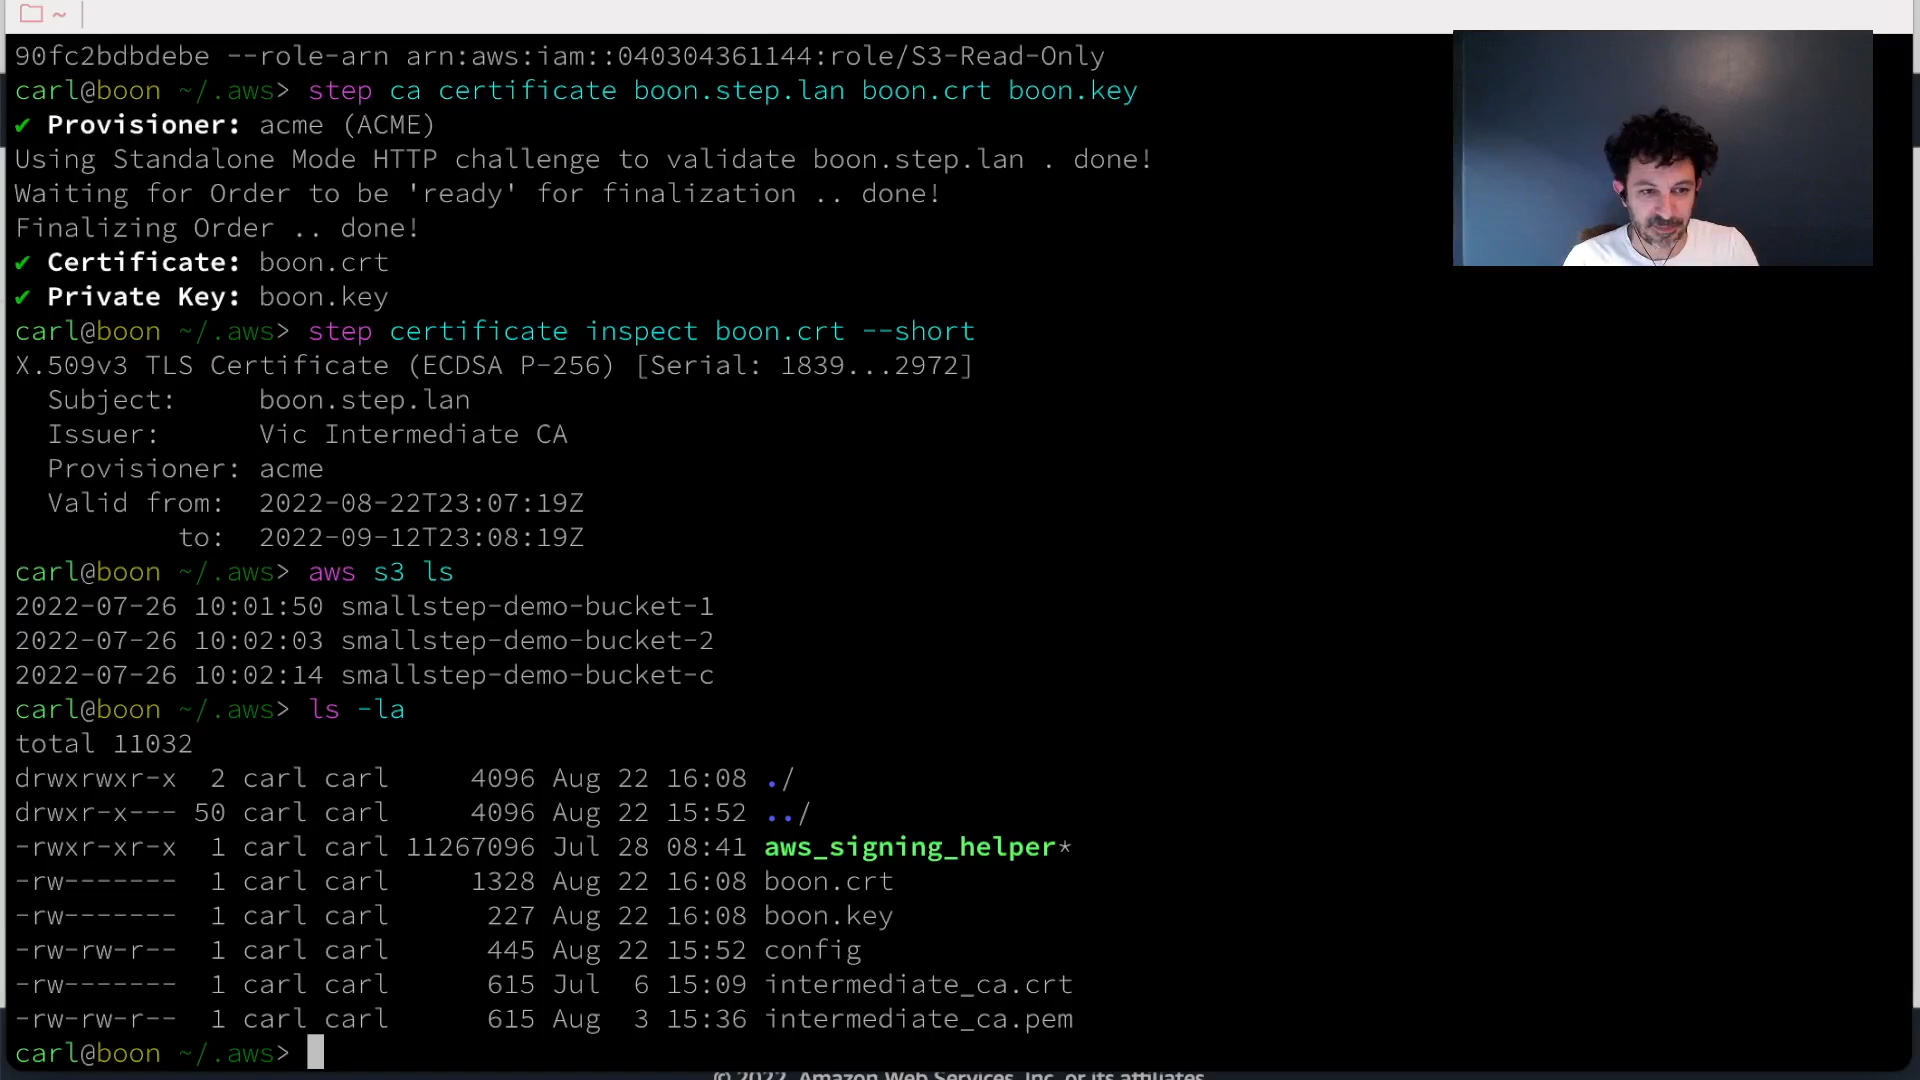 ~
90fc2bdbdebe --role-arn arn:aws:iam::040304361144:role/S3-Read-Only
carl@boon ~/.aws> step ca certificate boon.step.lan boon.crt boon.key
✔ Provisioner: acme (ACME)
Using Standalone Mode HTTP challenge to validate boon.step.lan . done!
Waiting for Order to be 'ready' for finalization .. done!
Finalizing Order .. done!
✔ Certificate: boon.crt
✔ Private Key: boon.key
carl@boon ~/.aws> step certificate inspect boon.crt --short
X.509v3 TLS Certificate (ECDSA P-256) [Serial: 1839...2972]
  Subject:     boon.step.lan
  Issuer:      Vic Intermediate CA
  Provisioner: acme
  Valid from:  2022-08-22T23:07:19Z
          to:  2022-09-12T23:08:19Z
carl@boon ~/.aws> aws s3 ls
2022-07-26 10:01:50 smallstep-demo-bucket-1
2022-07-26 10:02:03 smallstep-demo-bucket-2
2022-07-26 10:02:14 smallstep-demo-bucket-c
carl@boon ~/.aws> ls -la
total 11032
drwxrwxr-x  2 carl carl     4096 Aug 22 16:08 ./
drwxr-x--- 50 carl carl     4096 Aug 22 15:52 ../
-rwxr-xr-x  1 carl carl 11267096 Jul 28 08:41 aws_signing_helper*
-rw-------  1 carl carl     1328 Aug 22 16:08 boon.crt
-rw-------  1 carl carl      227 Aug 22 16:08 boon.key
-rw-rw-r--  1 carl carl      445 Aug 22 15:52 config
-rw-------  1 carl carl      615 Jul  6 15:09 intermediate_ca.crt
-rw-rw-r--  1 carl carl      615 Aug  3 15:36 intermediate_ca.pem
carl@boon ~/.aws>
© 2022, Amazon Web Services, Inc. or its affiliates